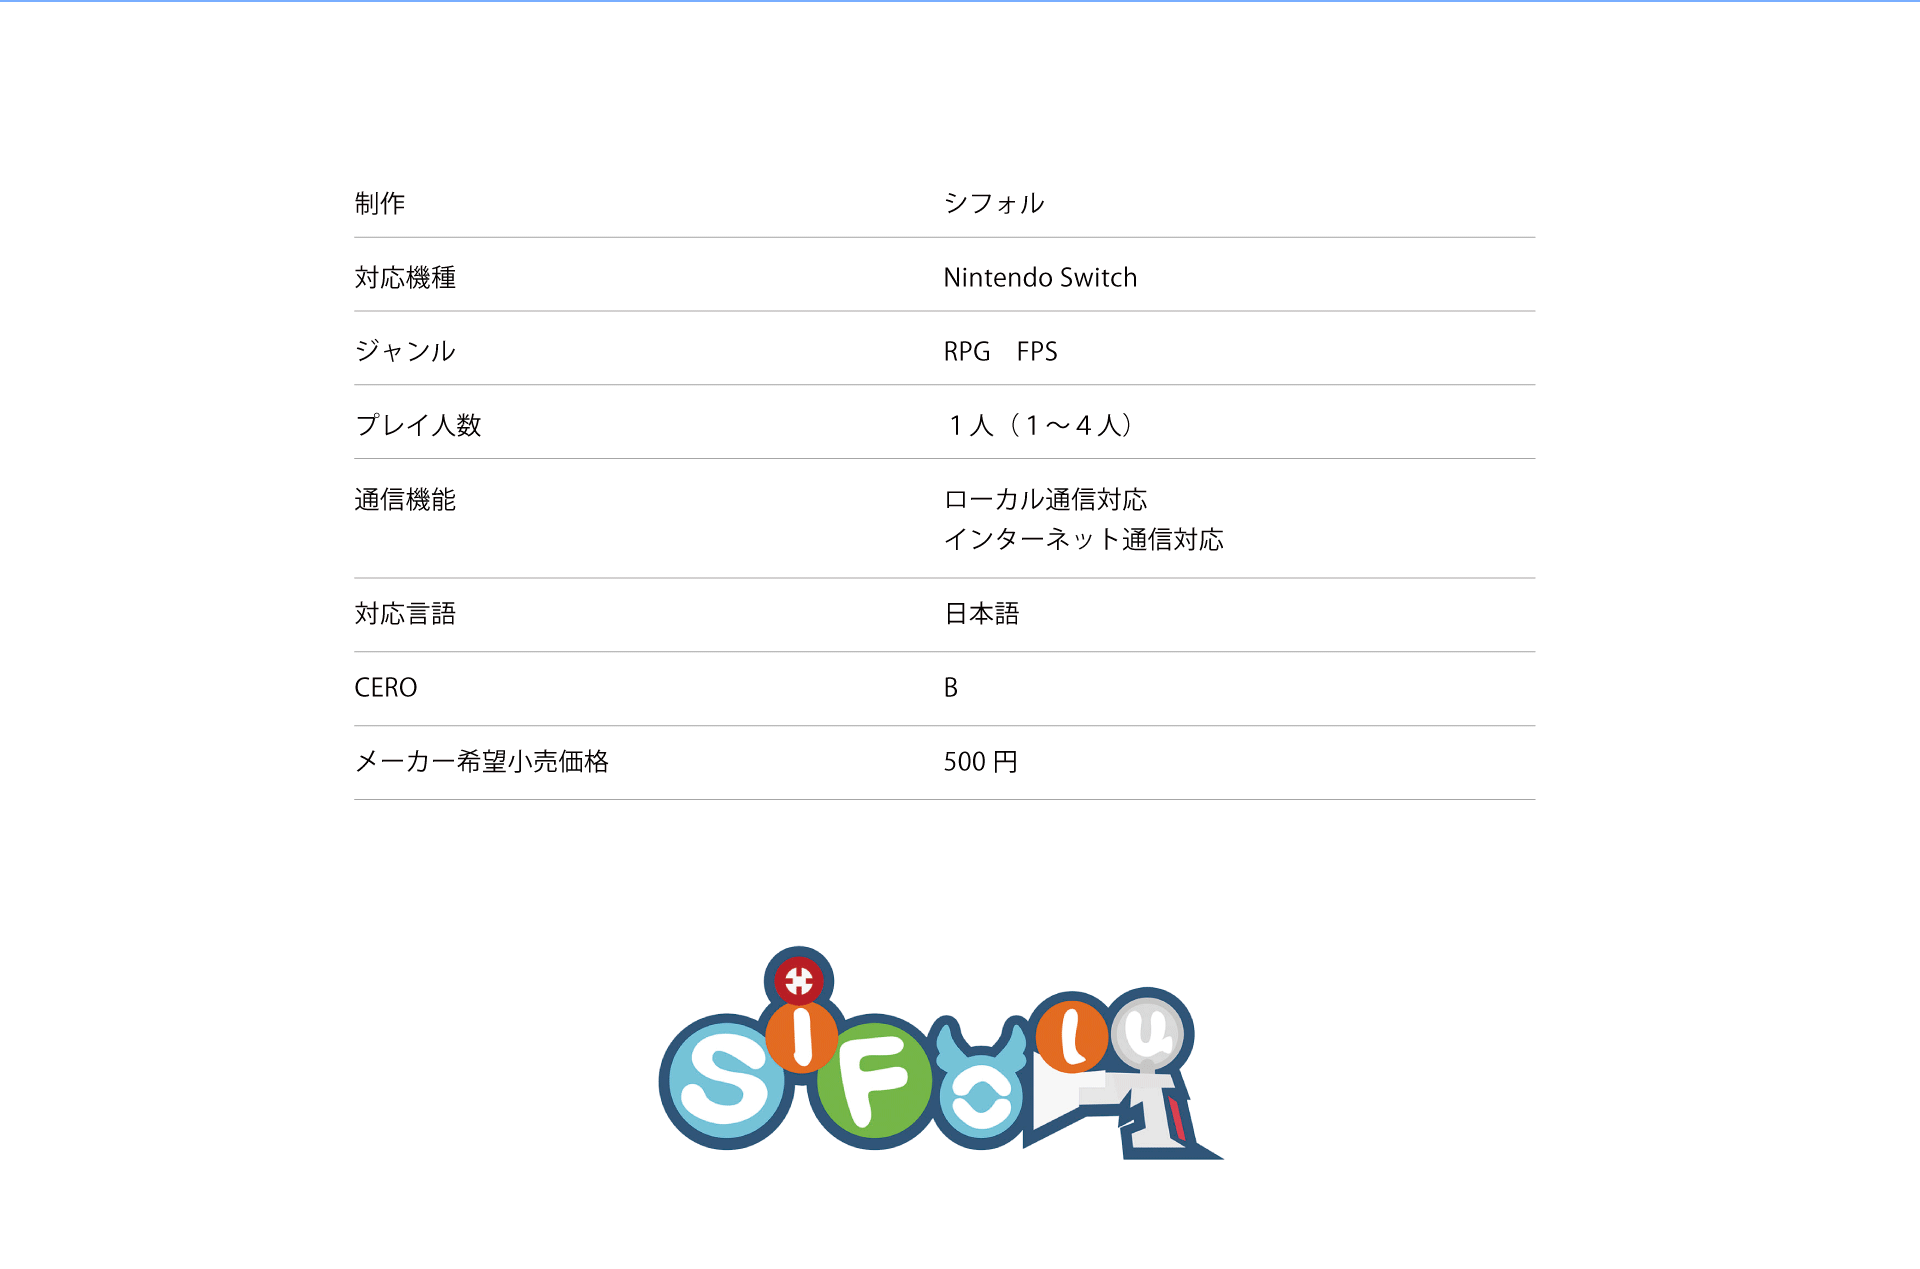 制作 シフォル
対応機種 Nintendo Switch
ジャンル RPG　FPS
プレイ人数 １人（１～４人）
通信機能 ローカル通信対応
インターネット通信対応
対応言語 日本語
CERO B
メーカー希望小売価格 500 円
SiFolu